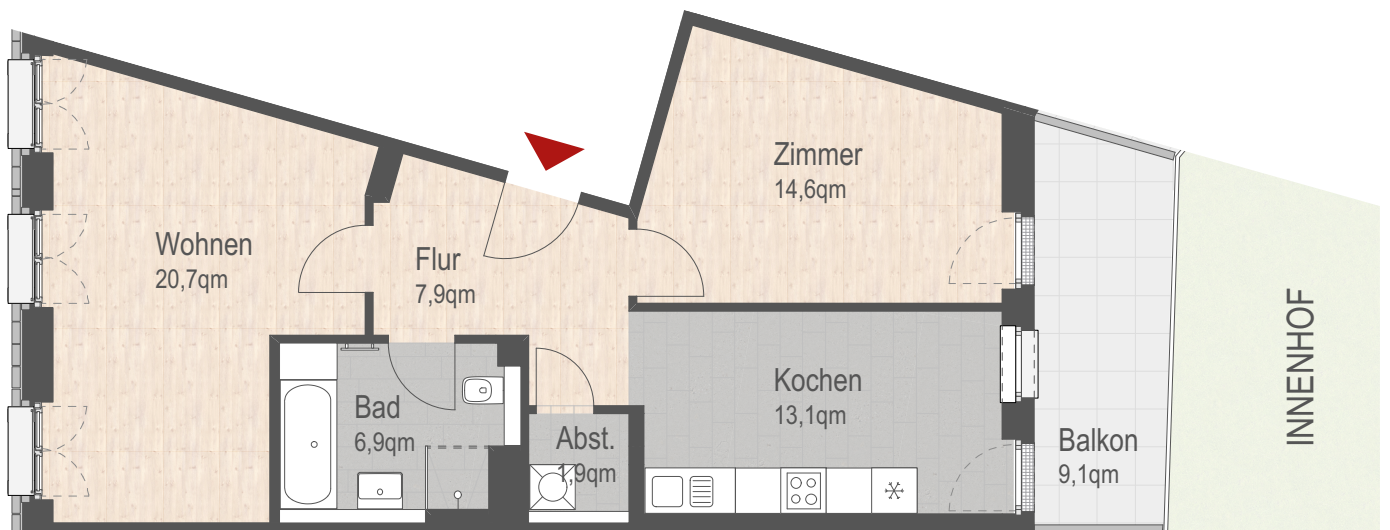 Zimmer
14,6qm
Wohnen
20,7qm
Flur
7,9qm
Kochen
13,1qm
Bad
6,9qm
Abst.
1,9qm
Balkon
9,1qm
INNENHOF